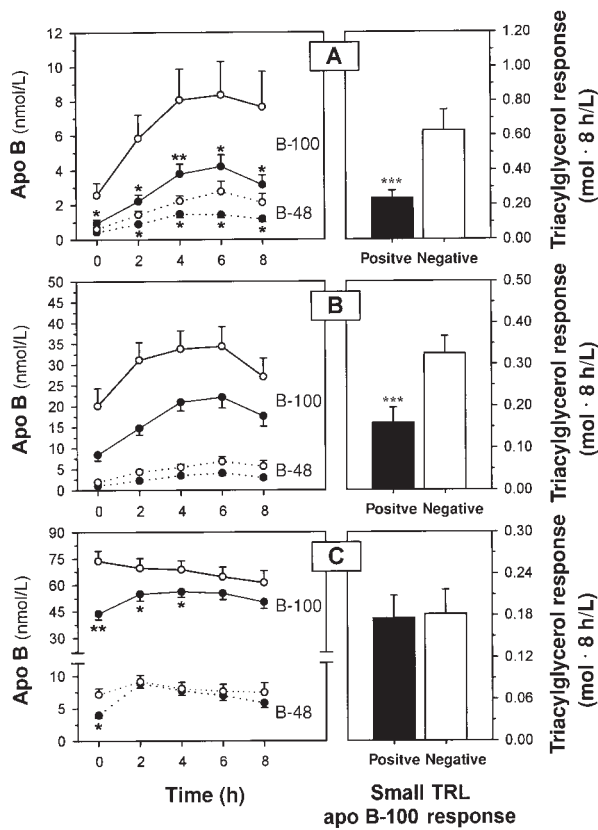 A
Apo B (nmol/L)
12
10
8
6
4
2
0
B-100
B-48
*
*
**
*
*
*
*
*
*
0 2 4 6 8
1.20
1.00
0.80
0.60
0.40
0.20
0.00
***
Positve Negative
Triacylglycerol response
(mol · 8 h/L)
B
Apo B (nmol/L)
50
45
40
35
30
25
20
15
10
5
0
B-100
B-48
0 2 4 6 8
0.50
0.40
0.30
0.20
0.10
0.00
***
Positve Negative
Triacylglycerol response
(mol · 8 h/L)
C
Apo B (nmol/L)
90
75
60
45
30
10
5
0
B-100
B-48
**
*
*
*
0 2 4 6 8
Time (h)
0.30
0.24
0.18
0.12
0.06
0.00
Positve Negative
Triacylglycerol response
(mol · 8 h/L)
Small TRL
apo B-100 response